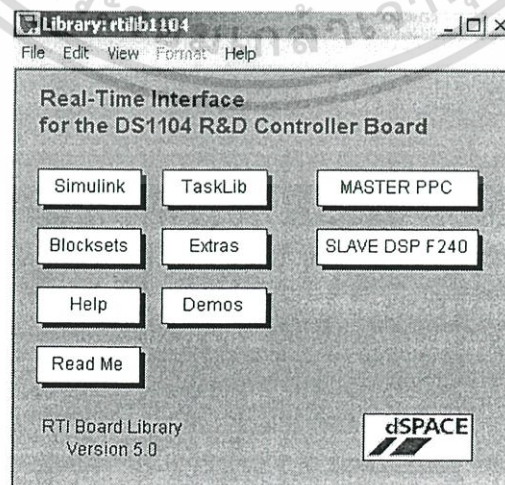 Library: rtilib1104
File Edit View Format Help
Real-Time Interface
for the DS1104 R&D Controller Board
Simulink TaskLib MASTER PPC
Blocksets Extras SLAVE DSP F240
Help Demos
Read Me
RTI Board Library
Version 5.0
dSPACE